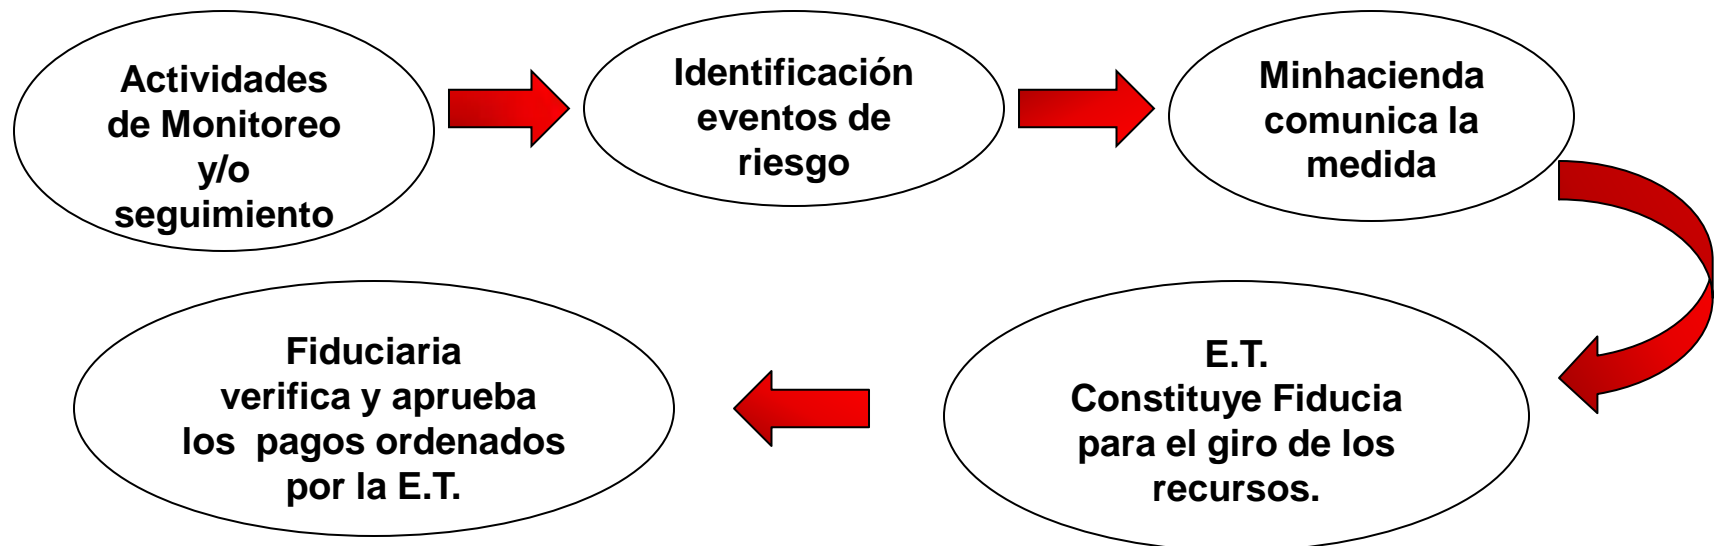 Actividades
de Monitoreo
y/o
seguimiento
Identificación
eventos de
riesgo
Minhacienda
comunica la
medida
E.T.
Constituye Fiducia
para el giro de los
recursos.
Fiduciaria
verifica y aprueba
los pagos ordenados
por la E.T.